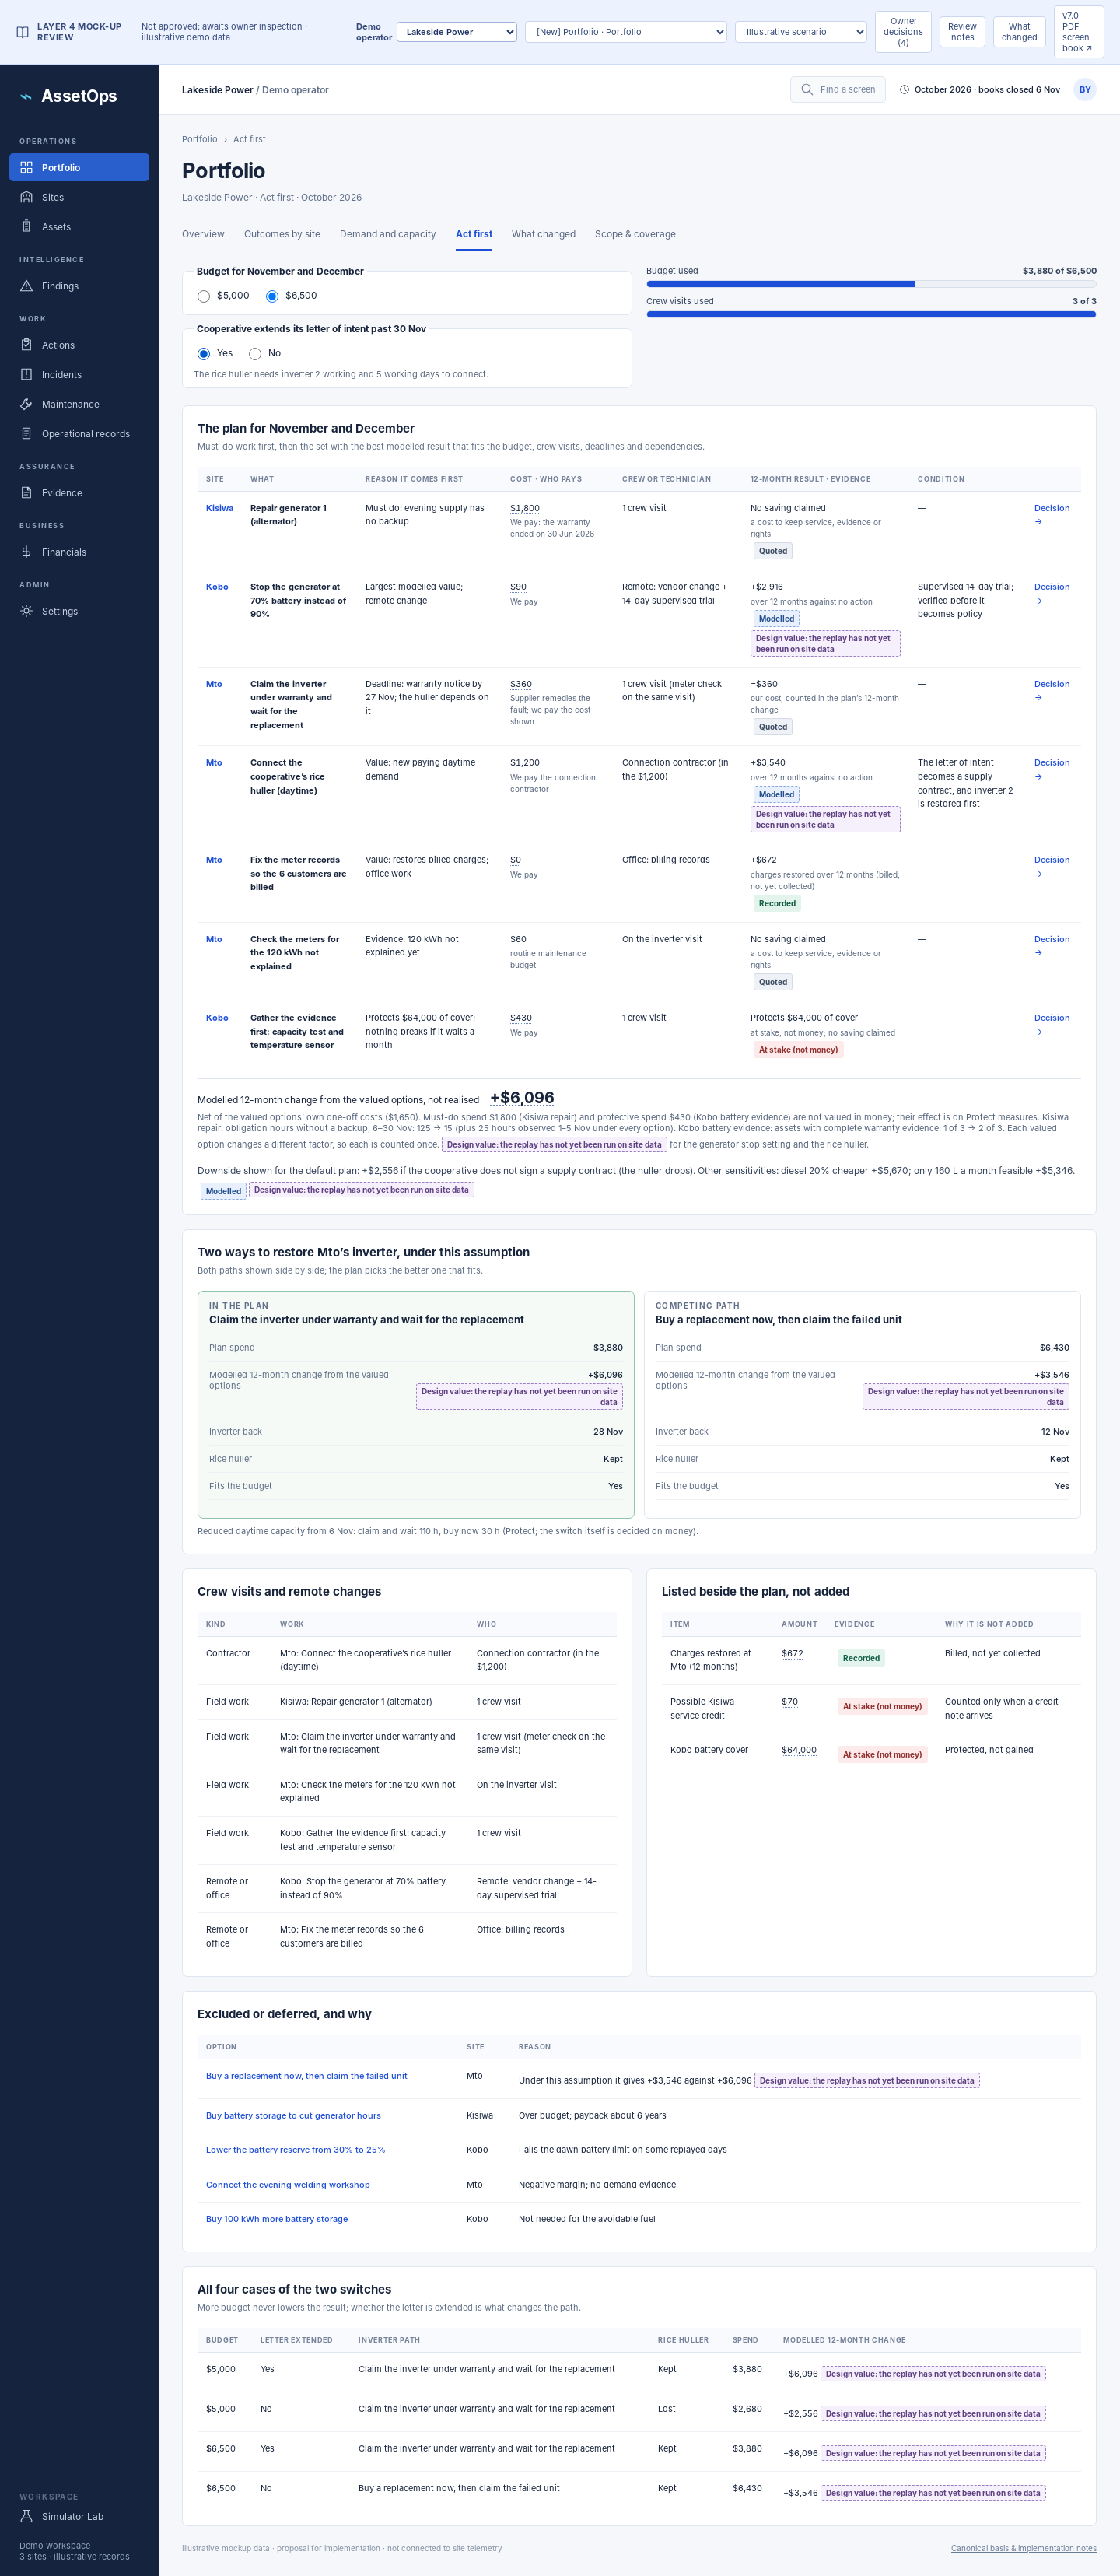 LAYER 4 MOCK-UP REVIEW
Not approved: awaits owner inspection · illustrative demo data
Demo operator
Lakeside Power
[New] Portfolio · Portfolio
Illustrative scenario
Owner decisions (4)
Review notes
What changed
v7.0 PDF screen book ↗
AssetOps
OPERATIONS
Portfolio
Sites
Assets
INTELLIGENCE
Findings
WORK
Actions
Incidents
Maintenance
Operational records
ASSURANCE
Evidence
BUSINESS
Financials
ADMIN
Settings
WORKSPACE
Simulator Lab
Demo workspace
3 sites · illustrative records
Lakeside Power / Demo operator
Find a screen
October 2026 · books closed 6 Nov
BY
Portfolio › Act first
Portfolio
Lakeside Power · Act first · October 2026
Overview Outcomes by site Demand and capacity Act first What changed Scope & coverage
Budget for November and December
$5,000 $6,500
Cooperative extends its letter of intent past 30 Nov
Yes No
The rice huller needs inverter 2 working and 5 working days to connect.
Budget used $3,880 of $6,500
Crew visits used 3 of 3
The plan for November and December
Must-do work first, then the set with the best modelled result that fits the budget, crew visits, deadlines and dependencies.
SITE WHAT REASON IT COMES FIRST COST · WHO PAYS CREW OR TECHNICIAN 12-MONTH RESULT · EVIDENCE CONDITION
Kisiwa
Repair generator 1 (alternator)
Must do: evening supply has no backup
$1,800
We pay: the warranty ended on 30 Jun 2026
1 crew visit
No saving claimed
a cost to keep service, evidence or rights
Quoted
—
Decision →
Kobo
Stop the generator at 70% battery instead of 90%
Largest modelled value; remote change
$90
We pay
Remote: vendor change + 14-day supervised trial
+$2,916
over 12 months against no action
Modelled
Design value: the replay has not yet been run on site data
Supervised 14-day trial; verified before it becomes policy
Decision →
Mto
Claim the inverter under warranty and wait for the replacement
Deadline: warranty notice by 27 Nov; the huller depends on it
$360
Supplier remedies the fault; we pay the cost shown
1 crew visit (meter check on the same visit)
−$360
our cost, counted in the plan's 12-month change
Quoted
—
Decision →
Mto
Connect the cooperative's rice huller (daytime)
Value: new paying daytime demand
$1,200
We pay the connection contractor
Connection contractor (in the $1,200)
+$3,540
over 12 months against no action
Modelled
Design value: the replay has not yet been run on site data
The letter of intent becomes a supply contract, and inverter 2 is restored first
Decision →
Mto
Fix the meter records so the 6 customers are billed
Value: restores billed charges; office work
$0
We pay
Office: billing records
+$672
charges restored over 12 months (billed, not yet collected)
Recorded
—
Decision →
Mto
Check the meters for the 120 kWh not explained
Evidence: 120 kWh not explained yet
$60
routine maintenance budget
On the inverter visit
No saving claimed
a cost to keep service, evidence or rights
Quoted
—
Decision →
Kobo
Gather the evidence first: capacity test and temperature sensor
Protects $64,000 of cover; nothing breaks if it waits a month
$430
We pay
1 crew visit
Protects $64,000 of cover
at stake, not money; no saving claimed
At stake (not money)
—
Decision →
Modelled 12-month change from the valued options, not realised +$6,096
Net of the valued options' own one-off costs ($1,650). Must-do spend $1,800 (Kisiwa repair) and protective spend $430 (Kobo battery evidence) are not valued in money; their effect is on Protect measures. Kisiwa
repair: obligation hours without a backup, 6–30 Nov: 125 → 15 (plus 25 hours observed 1–5 Nov under every option). Kobo battery evidence: assets with complete warranty evidence: 1 of 3 → 2 of 3. Each valued
option changes a different factor, so each is counted once. Design value: the replay has not yet been run on site data for the generator stop setting and the rice huller.
Downside shown for the default plan: +$2,556 if the cooperative does not sign a supply contract (the huller drops). Other sensitivities: diesel 20% cheaper +$5,670; only 160 L a month feasible +$5,346.
Modelled Design value: the replay has not yet been run on site data
Two ways to restore Mto's inverter, under this assumption
Both paths shown side by side; the plan picks the better one that fits.
IN THE PLAN
Claim the inverter under warranty and wait for the replacement
Plan spend $3,880
Modelled 12-month change from the valued options +$6,096
Design value: the replay has not yet been run on site data
Inverter back 28 Nov
Rice huller Kept
Fits the budget Yes
COMPETING PATH
Buy a replacement now, then claim the failed unit
Plan spend $6,430
Modelled 12-month change from the valued options +$3,546
Design value: the replay has not yet been run on site data
Inverter back 12 Nov
Rice huller Kept
Fits the budget Yes
Reduced daytime capacity from 6 Nov: claim and wait 110 h, buy now 30 h (Protect; the switch itself is decided on money).
Crew visits and remote changes
KIND WORK WHO
Contractor Mto: Connect the cooperative's rice huller (daytime) Connection contractor (in the $1,200)
Field work Kisiwa: Repair generator 1 (alternator) 1 crew visit
Field work Mto: Claim the inverter under warranty and wait for the replacement 1 crew visit (meter check on the same visit)
Field work Mto: Check the meters for the 120 kWh not explained On the inverter visit
Field work Kobo: Gather the evidence first: capacity test and temperature sensor 1 crew visit
Remote or office Kobo: Stop the generator at 70% battery instead of 90% Remote: vendor change + 14-day supervised trial
Remote or office Mto: Fix the meter records so the 6 customers are billed Office: billing records
Listed beside the plan, not added
ITEM AMOUNT EVIDENCE WHY IT IS NOT ADDED
Charges restored at Mto (12 months) $672 Recorded Billed, not yet collected
Possible Kisiwa service credit $70 At stake (not money) Counted only when a credit note arrives
Kobo battery cover $64,000 At stake (not money) Protected, not gained
Excluded or deferred, and why
OPTION SITE REASON
Buy a replacement now, then claim the failed unit Mto Under this assumption it gives +$3,546 against +$6,096 Design value: the replay has not yet been run on site data
Buy battery storage to cut generator hours Kisiwa Over budget; payback about 6 years
Lower the battery reserve from 30% to 25% Kobo Fails the dawn battery limit on some replayed days
Connect the evening welding workshop Mto Negative margin; no demand evidence
Buy 100 kWh more battery storage Kobo Not needed for the avoidable fuel
All four cases of the two switches
More budget never lowers the result; whether the letter is extended is what changes the path.
BUDGET LETTER EXTENDED INVERTER PATH RICE HULLER SPEND MODELLED 12-MONTH CHANGE
$5,000 Yes Claim the inverter under warranty and wait for the replacement Kept $3,880 +$6,096 Design value: the replay has not yet been run on site data
$5,000 No Claim the inverter under warranty and wait for the replacement Lost $2,680 +$2,556 Design value: the replay has not yet been run on site data
$6,500 Yes Claim the inverter under warranty and wait for the replacement Kept $3,880 +$6,096 Design value: the replay has not yet been run on site data
$6,500 No Buy a replacement now, then claim the failed unit Kept $6,430 +$3,546 Design value: the replay has not yet been run on site data
Illustrative mockup data · proposal for implementation · not connected to site telemetry
Canonical basis & implementation notes